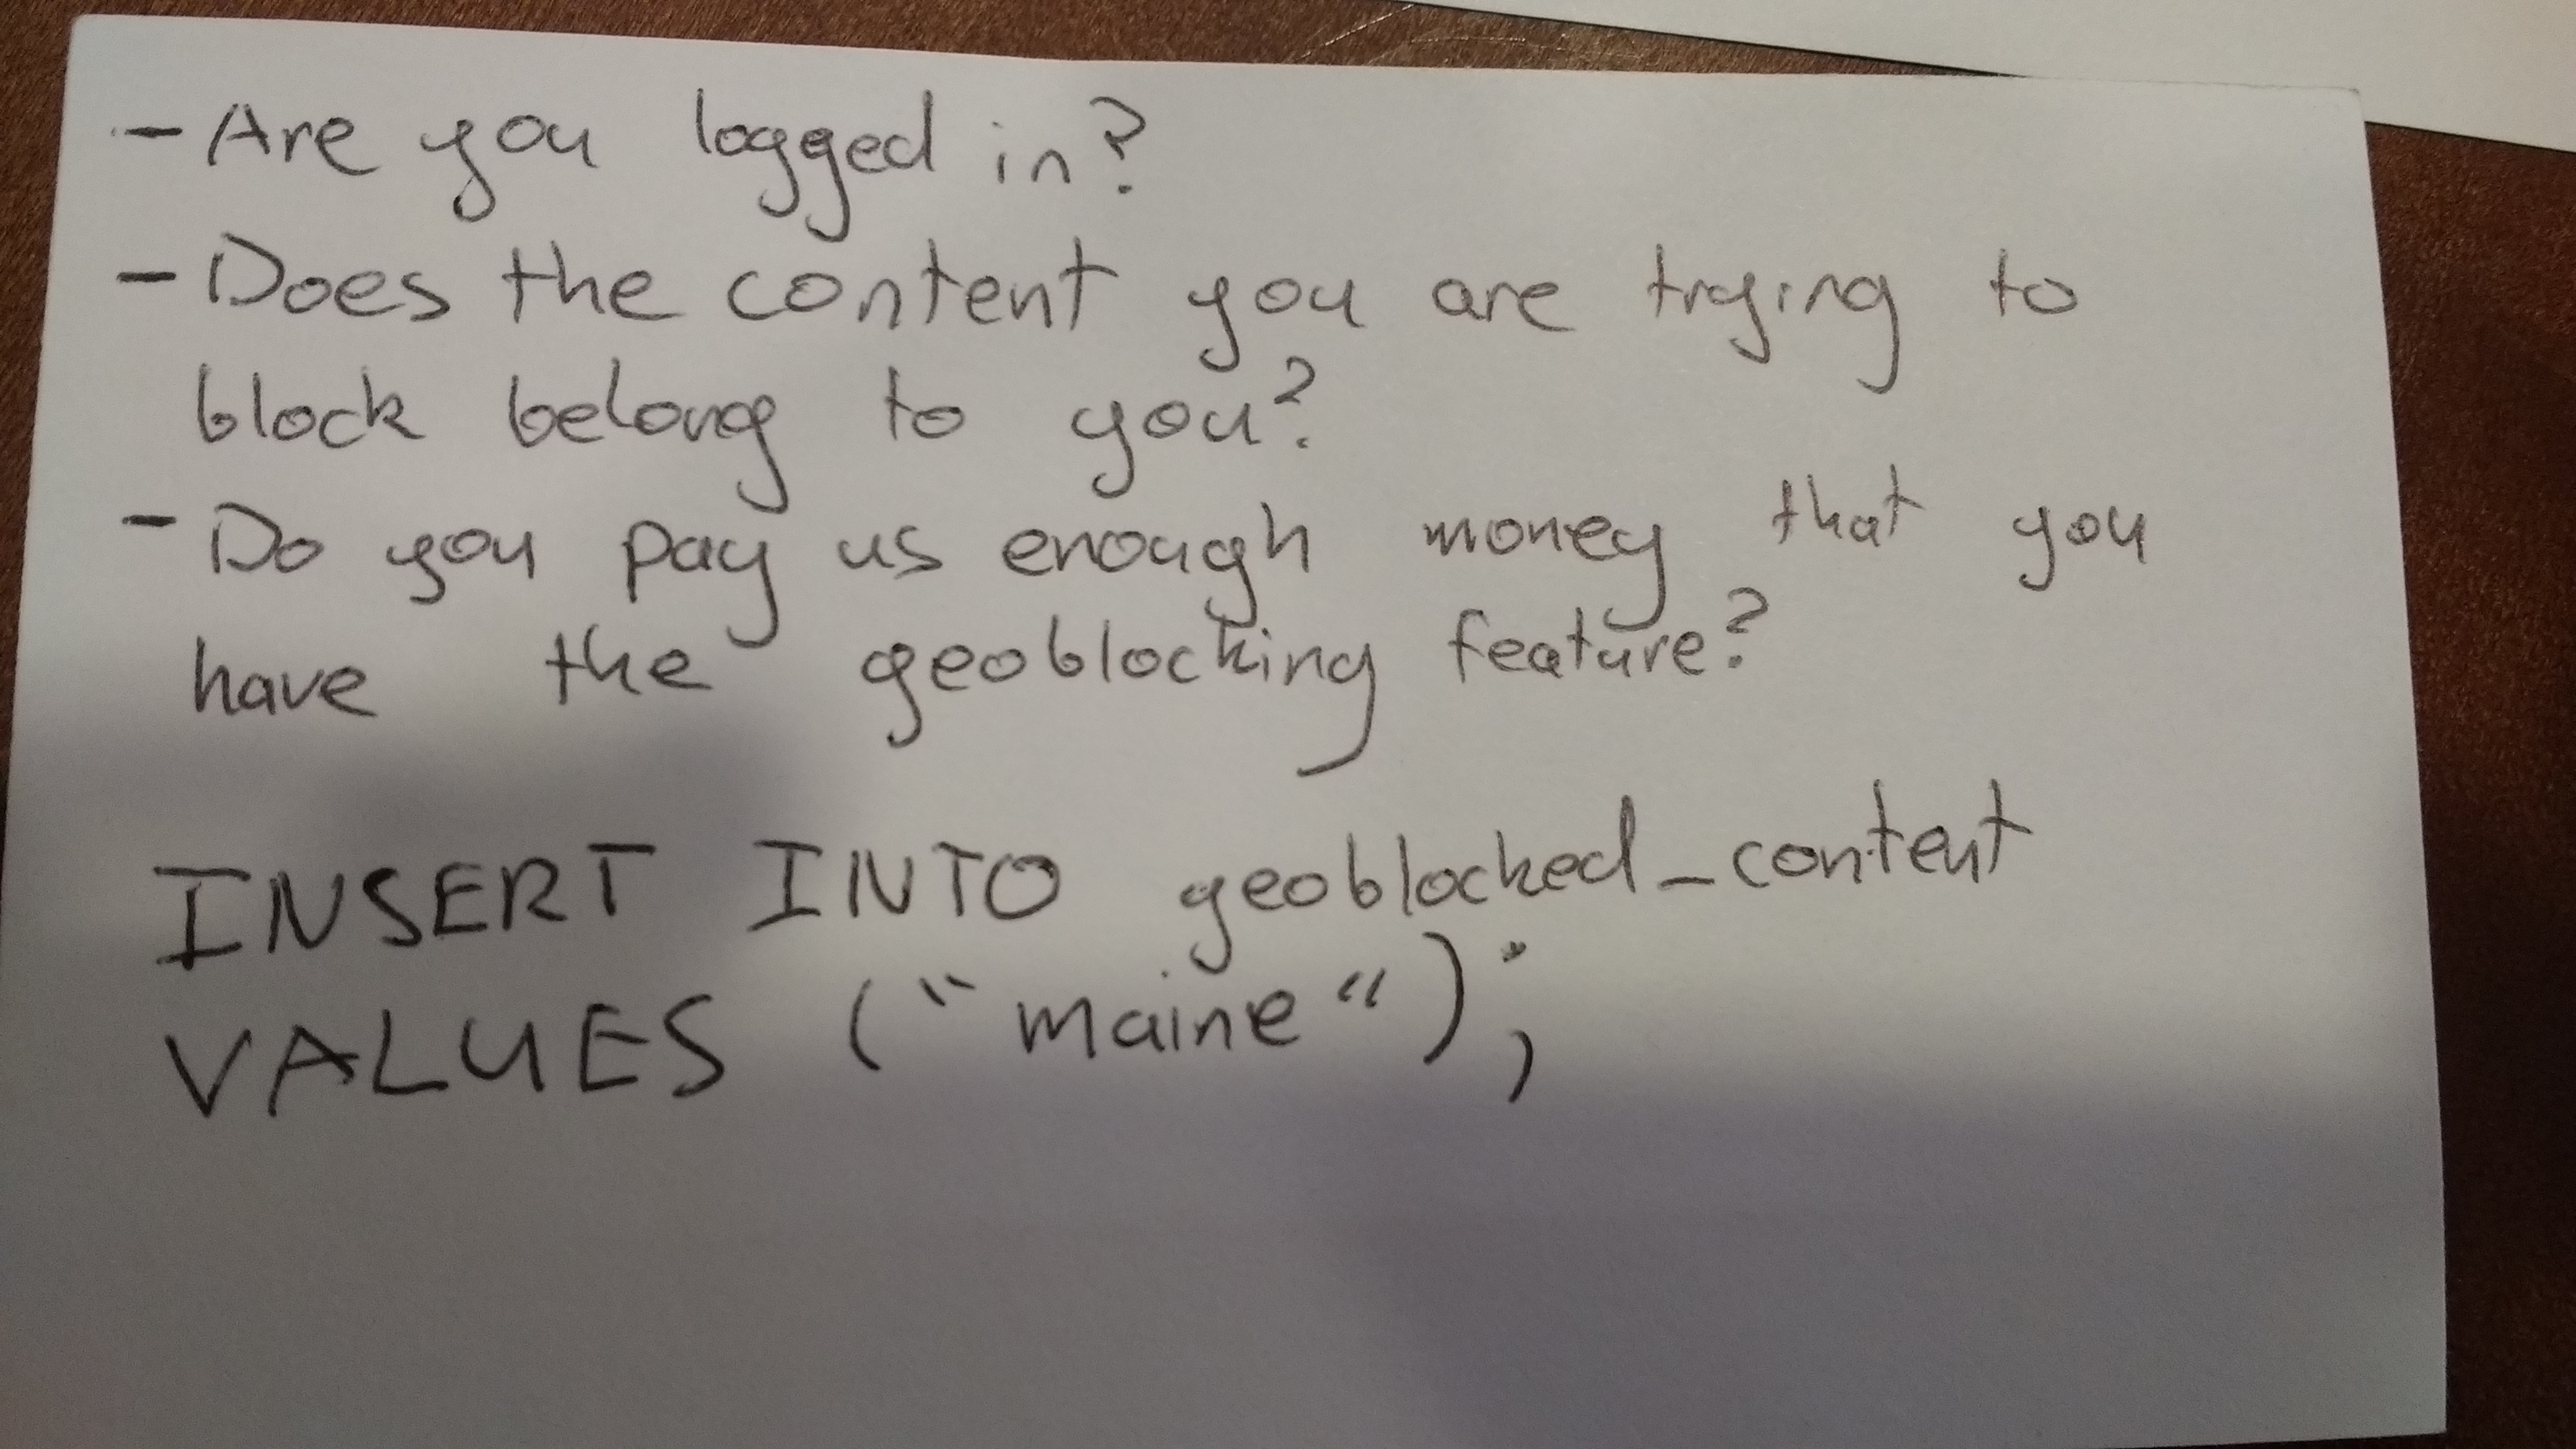 - Are you logged in?
- Does the content you are trying to
block belong to you?
- Do you pay us enough money that you
have the geoblocking feature?
INSERT INTO geoblocked_content
VALUES ("maine");